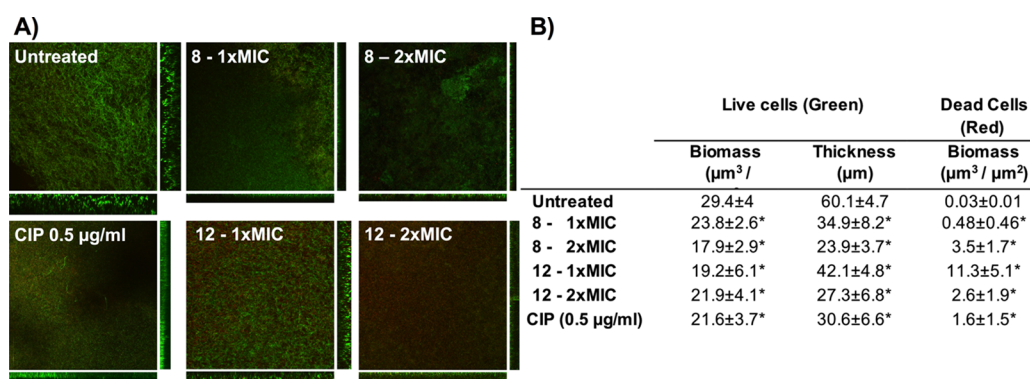 A)
Untreated
8 - 1xMIC
8 – 2xMIC
CIP 0.5 µg/ml
12 - 1xMIC
12 - 2xMIC
B)
Live cells (Green) Dead Cells
(Red)
Biomass Thickness Biomass
(µm³ / (µm) (µm³ / µm²)
Untreated 29.4±4 60.1±4.7 0.03±0.01
8 - 1xMIC 23.8±2.6* 34.9±8.2* 0.48±0.46*
8 - 2xMIC 17.9±2.9* 23.9±3.7* 3.5±1.7*
12 - 1xMIC 19.2±6.1* 42.1±4.8* 11.3±5.1*
12 - 2xMIC 21.9±4.1* 27.3±6.8* 2.6±1.9*
CIP (0.5 µg/ml) 21.6±3.7* 30.6±6.6* 1.6±1.5*